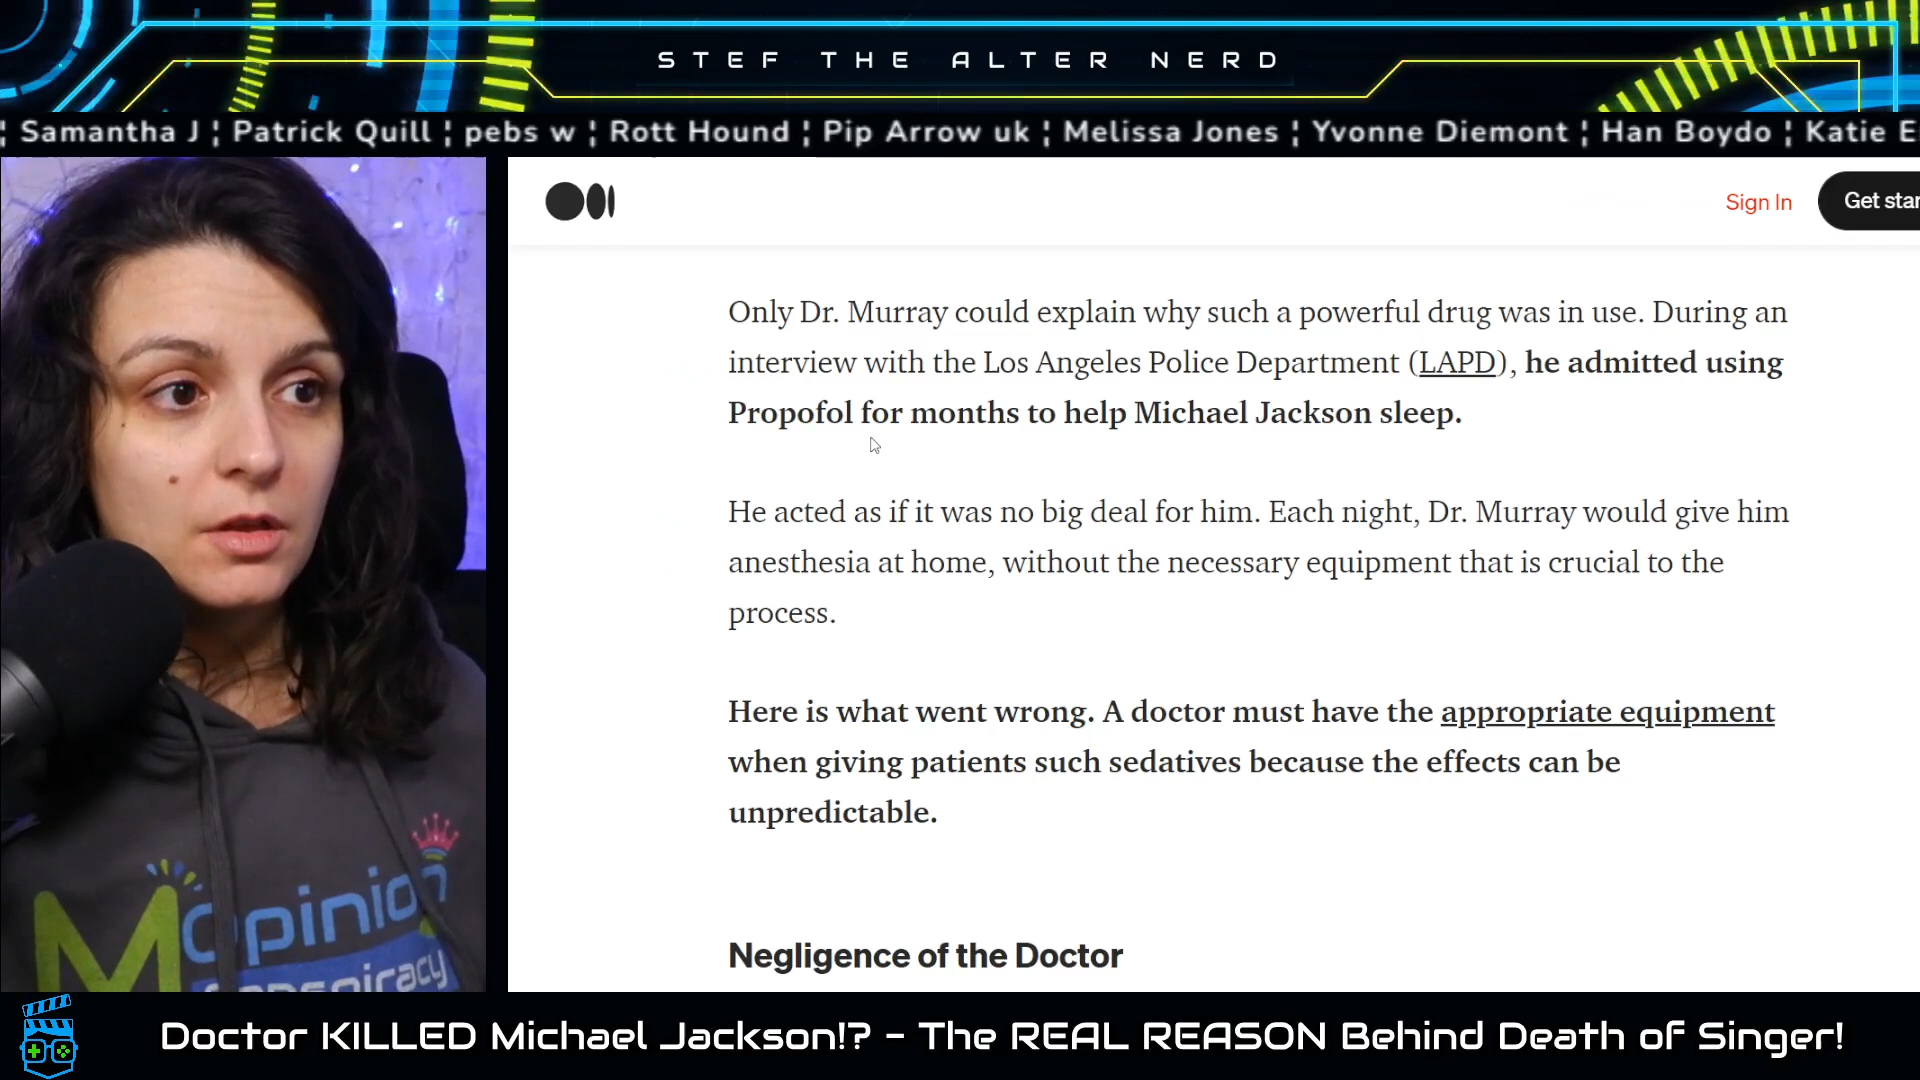 STEF THE ALTER NERD
¦ Samantha J ¦ Patrick Quill ¦ pebs w ¦ Rott Hound ¦ Pip Arrow uk ¦ Melissa Jones ¦ Yvonne Diemont ¦ Han Boydo ¦ Katie E
Sign In
Get star
Only Dr. Murray could explain why such a powerful drug was in use. During an
interview with the Los Angeles Police Department (LAPD), he admitted using
Propofol for months to help Michael Jackson sleep.
He acted as if it was no big deal for him. Each night, Dr. Murray would give him
anesthesia at home, without the necessary equipment that is crucial to the
process.
Here is what went wrong. A doctor must have the appropriate equipment
when giving patients such sedatives because the effects can be
unpredictable.
Negligence of the Doctor
M Opinion
Conspiracy
Doctor KILLED Michael Jackson!? - The REAL REASON Behind Death of Singer!